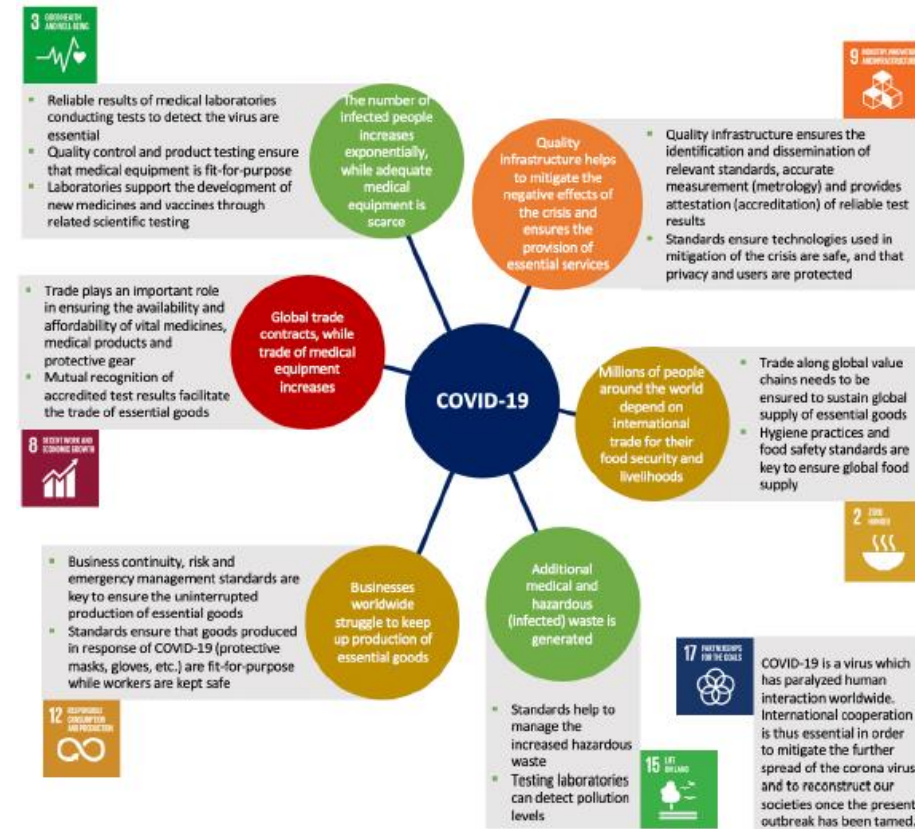 3 GOOD HEALTH
AND WELL-BEING
▪ Reliable results of medical laboratories
conducting tests to detect the virus are
essential
▪ Quality control and product testing ensure
that medical equipment is fit-for-purpose
▪ Laboratories support the development of
new medicines and vaccines through
related scientific testing
The number of
infected people
increases
exponentially,
while adequate
medical
equipment is
scarce
9 INDUSTRY, INNOVATION
AND INFRASTRUCTURE
Quality
infrastructure helps
to mitigate the
negative effects of
the crisis and
ensures the
provision of
essential services
▪ Quality infrastructure ensures the
identification and dissemination of
relevant standards, accurate
measurement (metrology) and provides
attestation (accreditation) of reliable test
results
▪ Standards ensure technologies used in
mitigation of the crisis are safe, and that
privacy and users are protected
▪ Trade plays an important role
in ensuring the availability and
affordability of vital medicines,
medical products and
protective gear
▪ Mutual recognition of
accredited test results facilitate
the trade of essential goods
Global trade
contracts, while
trade of medical
equipment
increases
8 DECENT WORK AND
ECONOMIC GROWTH
COVID-19
Millions of people
around the world
depend on
international
trade for their
food security and
livelihoods
▪ Trade along global value
chains needs to be
ensured to sustain global
supply of essential goods
▪ Hygiene practices and
food safety standards are
key to ensure global food
supply
2 ZERO
HUNGER
▪ Business continuity, risk and
emergency management standards are
key to ensure the uninterrupted
production of essential goods
▪ Standards ensure that goods produced
in response of COVID-19 (protective
masks, gloves, etc.) are fit-for-purpose
while workers are kept safe
Businesses
worldwide
struggle to keep
up production of
essential goods
12 RESPONSIBLE
CONSUMPTION
AND PRODUCTION
Additional
medical and
hazardous
(infected) waste is
generated
▪ Standards help to
manage the
increased hazardous
waste
▪ Testing laboratories
can detect pollution
levels
15 LIFE
ON LAND
17 PARTNERSHIPS
FOR THE GOALS
COVID-19 is a virus which
has paralyzed human
interaction worldwide.
International cooperation
is thus essential in order
to mitigate the further
spread of the corona virus
and to reconstruct our
societies once the present
outbreak has been tamed.